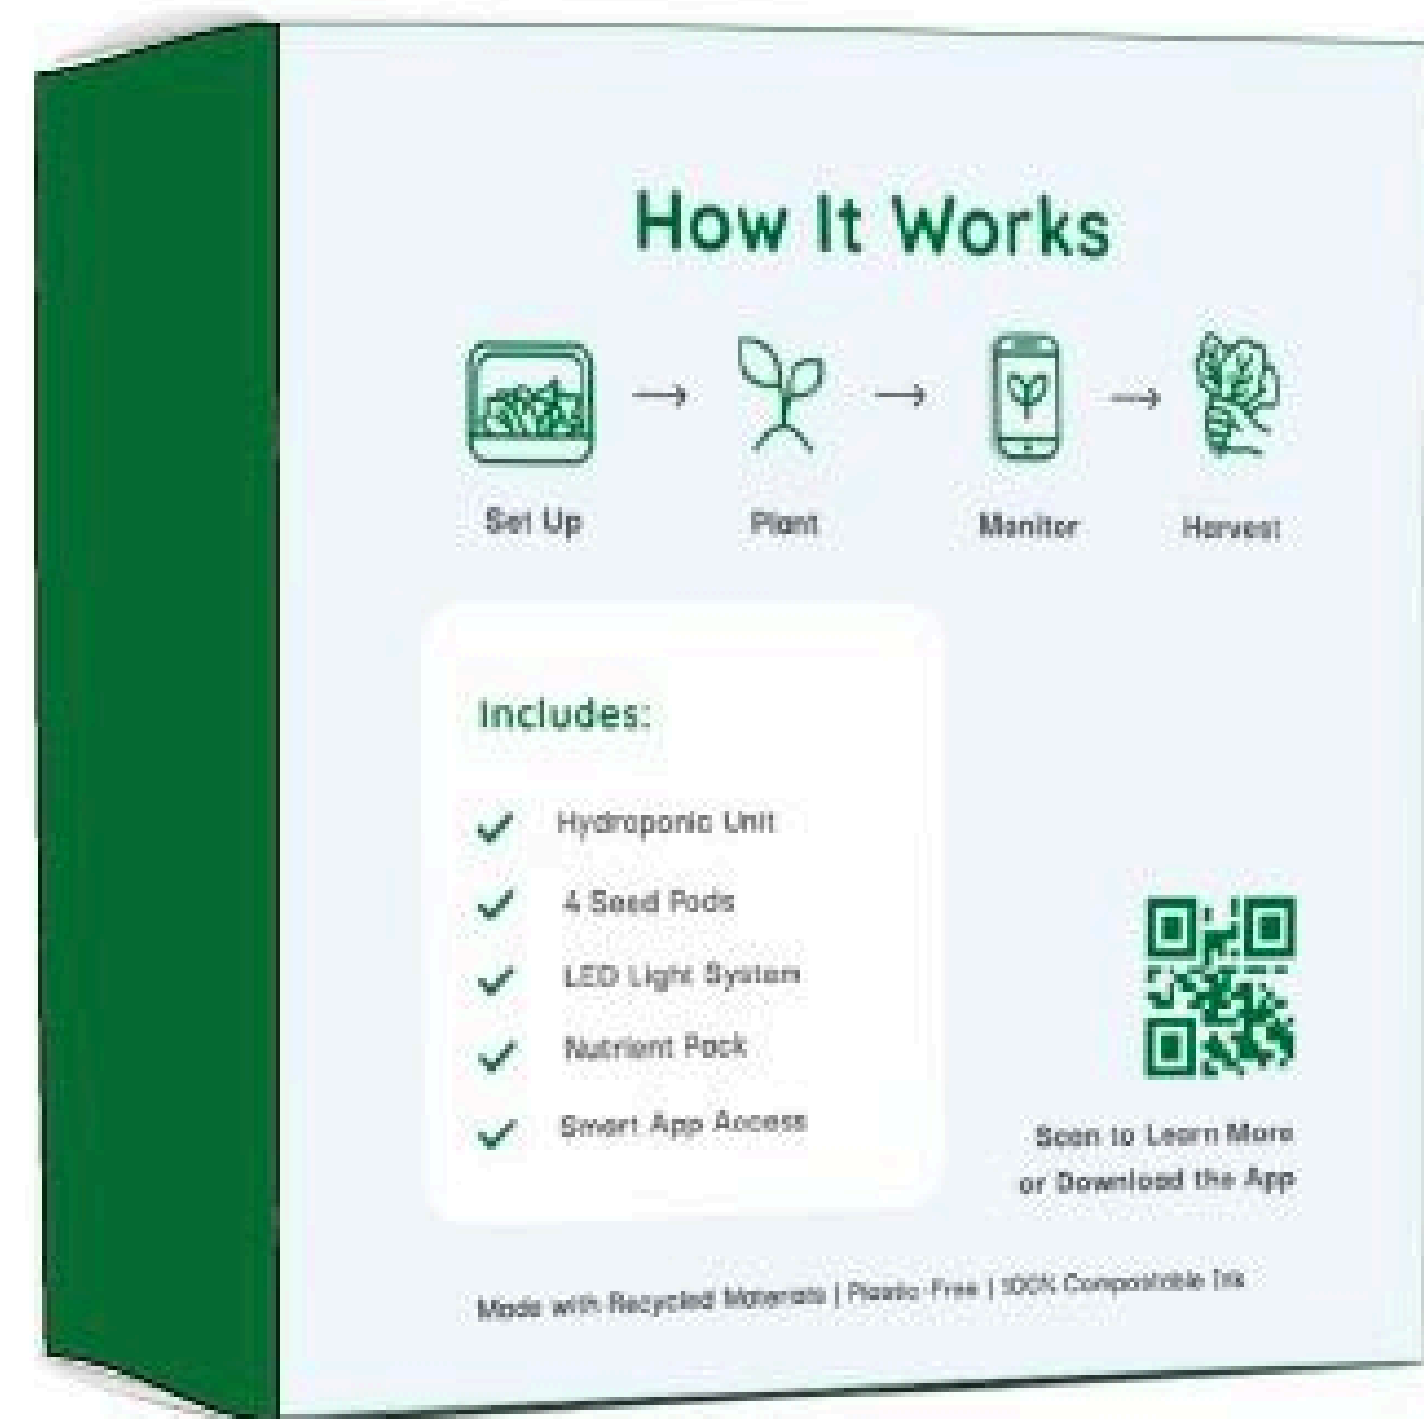 How It Works
Set Up
Plant
Monitor
Harvest
Includes:
Hydroponic Unit
4 Seed Pods
LED Light System
Nutrient Pack
Smart App Access
Scan to Learn More
or Download the App
Made with Recycled Materials | Plastic-Free | 100% Compostable Ink